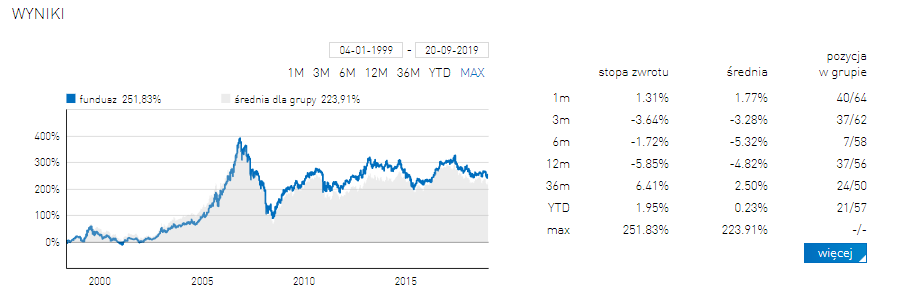 WYNIKI
04-01-1999 - 20-09-2019
1M 3M 6M 12M 36M YTD MAX
fundusz 251,83% średnia dla grupy 223,91%
400%
300%
200%
100%
0%
2000 2005 2010 2015
stopa zwrotu średnia pozycja w grupie
1m 1.31% 1.77% 40/64
3m -3.64% -3.28% 37/62
6m -1.72% -5.32% 7/58
12m -5.85% -4.82% 37/56
36m 6.41% 2.50% 24/50
YTD 1.95% 0.23% 21/57
max 251.83% 223.91% -/-
więcej